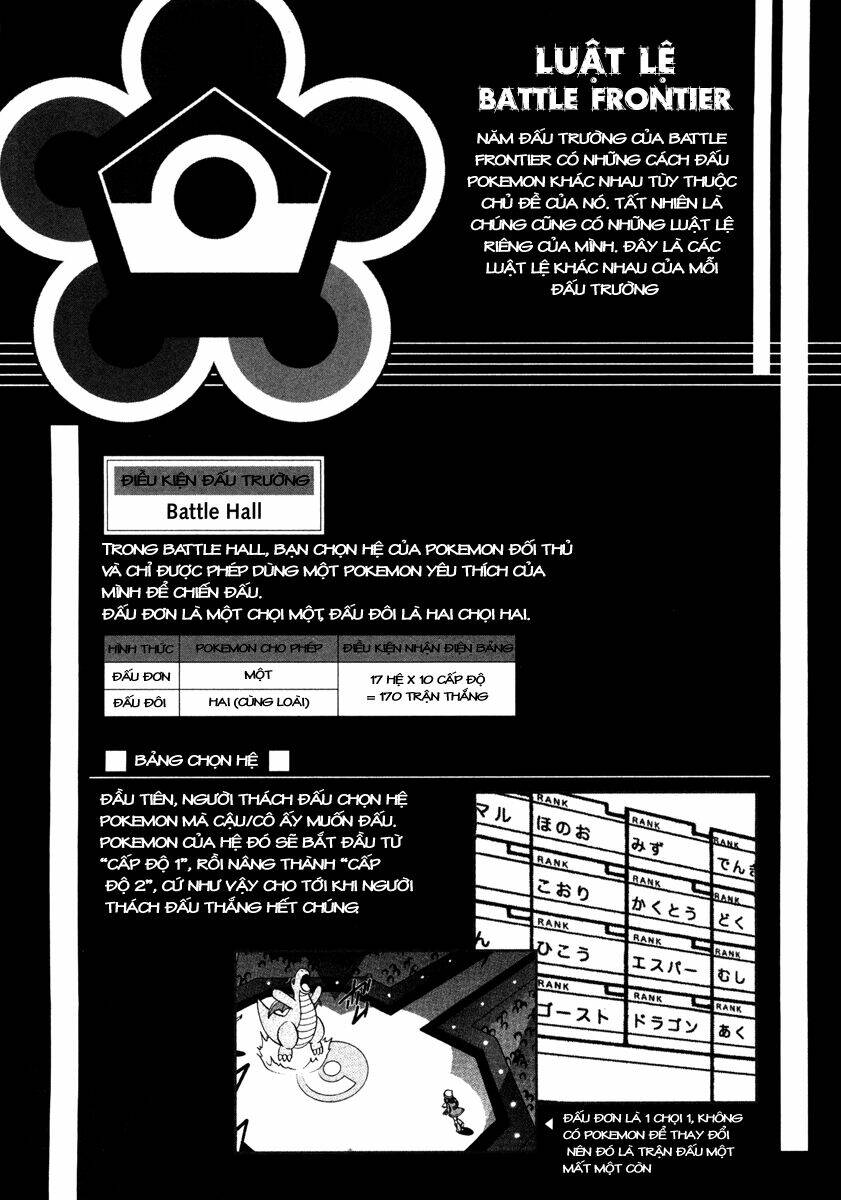 LUẬT LỆ
BATTLE FRONTIER
NĂM ĐẤU TRƯỜNG CỦA BATTLE
FRONTIER CÓ NHỮNG CÁCH ĐẤU
POKEMON KHÁC NHAU TÙY THUỘC
CHỦ ĐỀ CỦA NÓ. TẤT NHIÊN LÀ
CHÚNG CŨNG CÓ NHỮNG LUẬT LỆ
RIÊNG CỦA MÌNH. ĐÂY LÀ CÁC
LUẬT LỆ KHÁC NHAU CỦA MỖI
ĐẤU TRƯỜNG
ĐIỀU KIỆN ĐẤU TRƯỜNG
Battle Hall
TRONG BATTLE HALL, BẠN CHỌN HỆ CỦA POKEMON ĐỐI THỦ
VÀ CHỈ ĐƯỢC PHÉP DÙNG MỘT POKEMON YÊU THÍCH CỦA
MÌNH ĐỂ CHIẾN ĐẤU.
ĐẤU ĐƠN LÀ MỘT CHỌI MỘT, ĐẤU ĐÔI LÀ HAI CHỌI HAI.
HÌNH THỨC POKEMON CHO PHÉP ĐIỀU KIỆN NHẬN ĐIỆN BẢNG
ĐẤU ĐƠN MỘT 17 HỆ X 10 CẤP ĐỘ
= 170 TRẬN THẮNG
ĐẤU ĐÔI HAI (CÙNG LOÀI)
BẢNG CHỌN HỆ
ĐẦU TIÊN, NGƯỜI THÁCH ĐẤU CHỌN HỆ
POKEMON MÀ CẬU/CÔ ẤY MUỐN ĐẤU.
POKEMON CỦA HỆ ĐÓ SẼ BẮT ĐẦU TỪ
"CẤP ĐỘ 1", RỒI NÂNG THÀNH "CẤP
ĐỘ 2", CỨ NHƯ VẬY CHO TỚI KHI NGƯỜI
THÁCH ĐẤU THẮNG HẾT CHÚNG.
RANK RANK RANK
マル ほのお みず でんき
RANK RANK RANK
こおり かくとう どく
RANK RANK RANK
ん ひこう エスパー むし
RANK RANK RANK
ゴースト ドラゴン あく
ĐẤU ĐƠN LÀ 1 CHỌI 1, KHÔNG
CÓ POKEMON ĐỂ THAY ĐỔI
NÊN ĐÓ LÀ TRẬN ĐẤU MỘT
MẤT MỘT CÒN